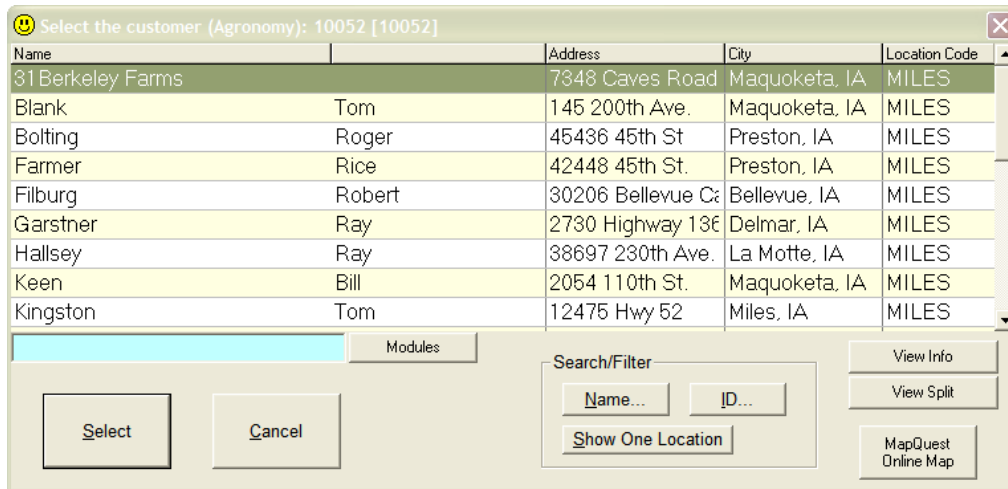 Select the customer (Agronomy): 10052 [10052]
Name Address City Location Code
31Berkeley Farms 7348 Caves Road Maquoketa, IA MILES
Blank Tom 145 200th Ave. Maquoketa, IA MILES
Bolting Roger 45436 45th St Preston, IA MILES
Farmer Rice 42448 45th St. Preston, IA MILES
Filburg Robert 30206 Bellevue Ca Bellevue, IA MILES
Garstner Ray 2730 Highway 136 Delmar, IA MILES
Hallsey Ray 38697 230th Ave. La Motte, IA MILES
Keen Bill 2054 110th St. Maquoketa, IA MILES
Kingston Tom 12475 Hwy 52 Miles, IA MILES
Modules
Search/Filter
View Info
Name... ID... View Split
Select Cancel Show One Location MapQuest
Online Map